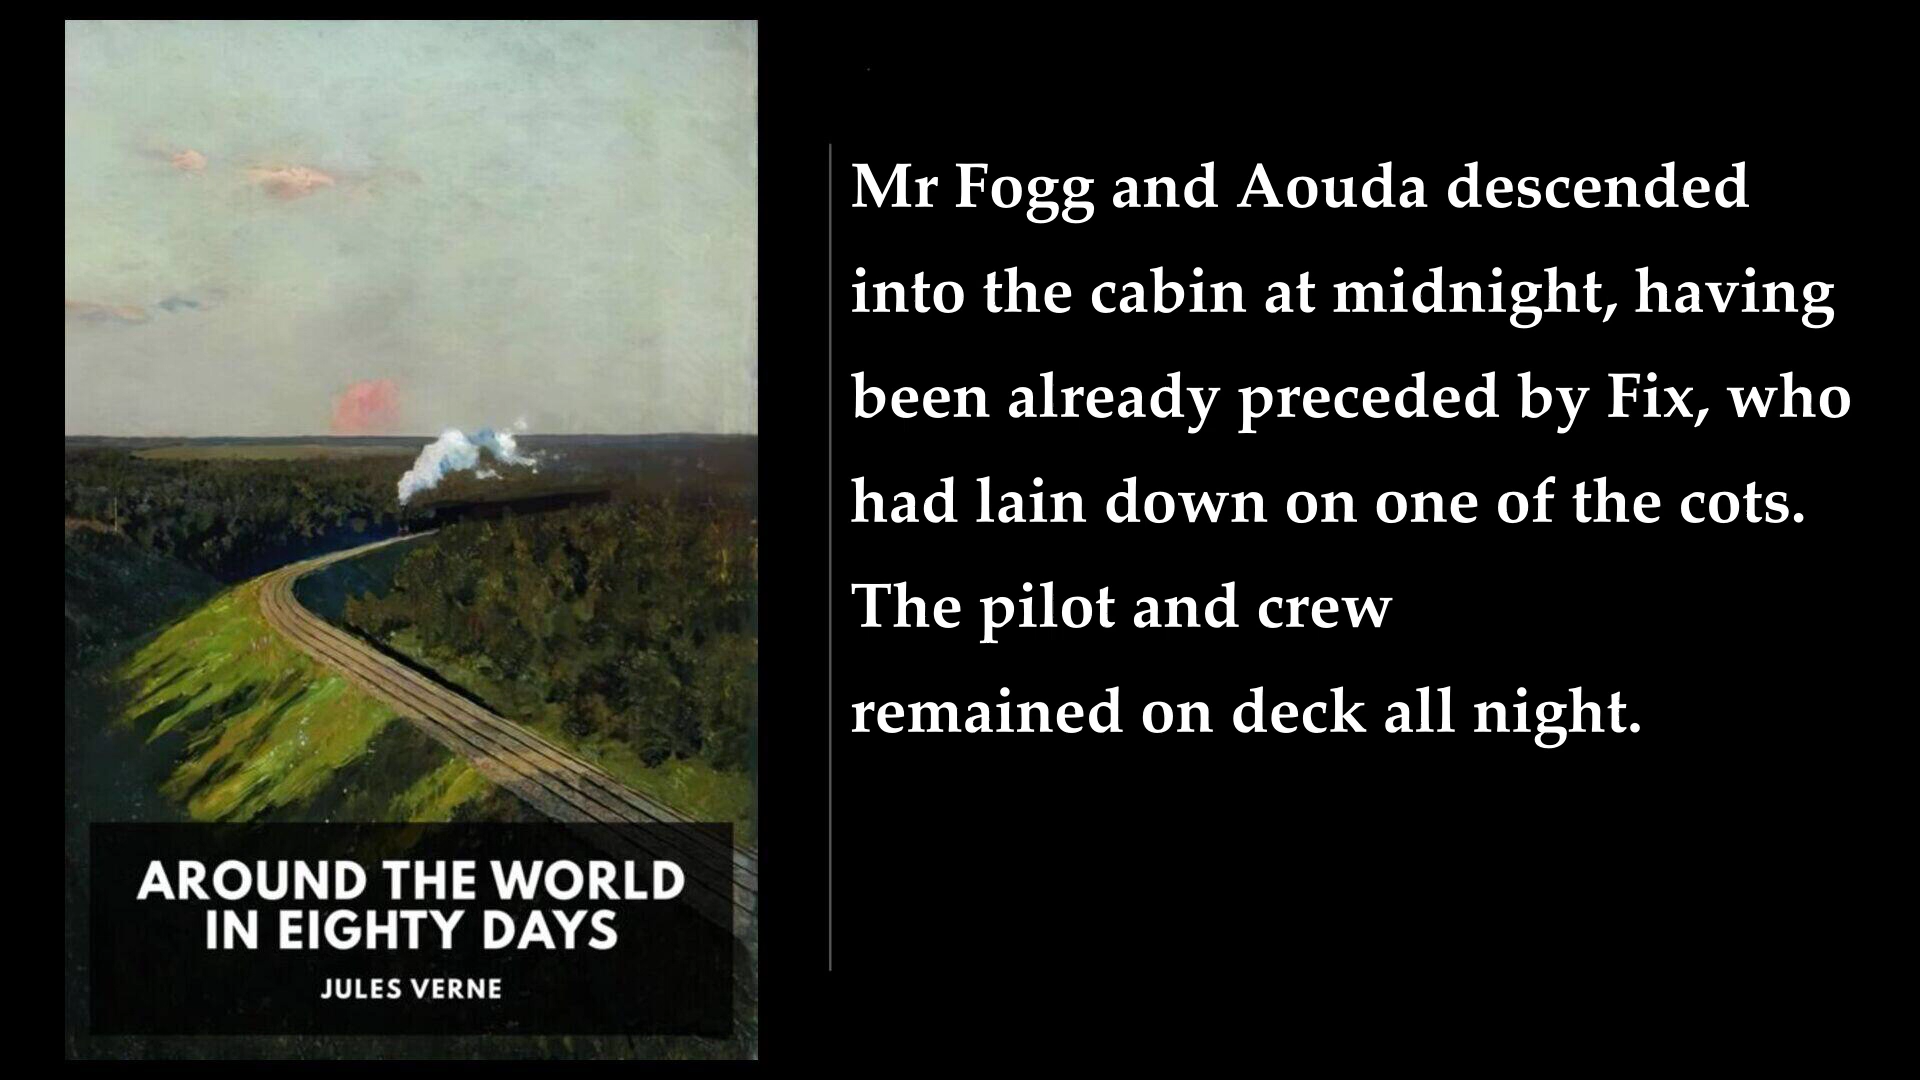 AROUND THE WORLD
IN EIGHTY DAYS
JULES VERNE
Mr Fogg and Aouda descended
into the cabin at midnight, having
been already preceded by Fix, who
had lain down on one of the cots.
The pilot and crew
remained on deck all night.